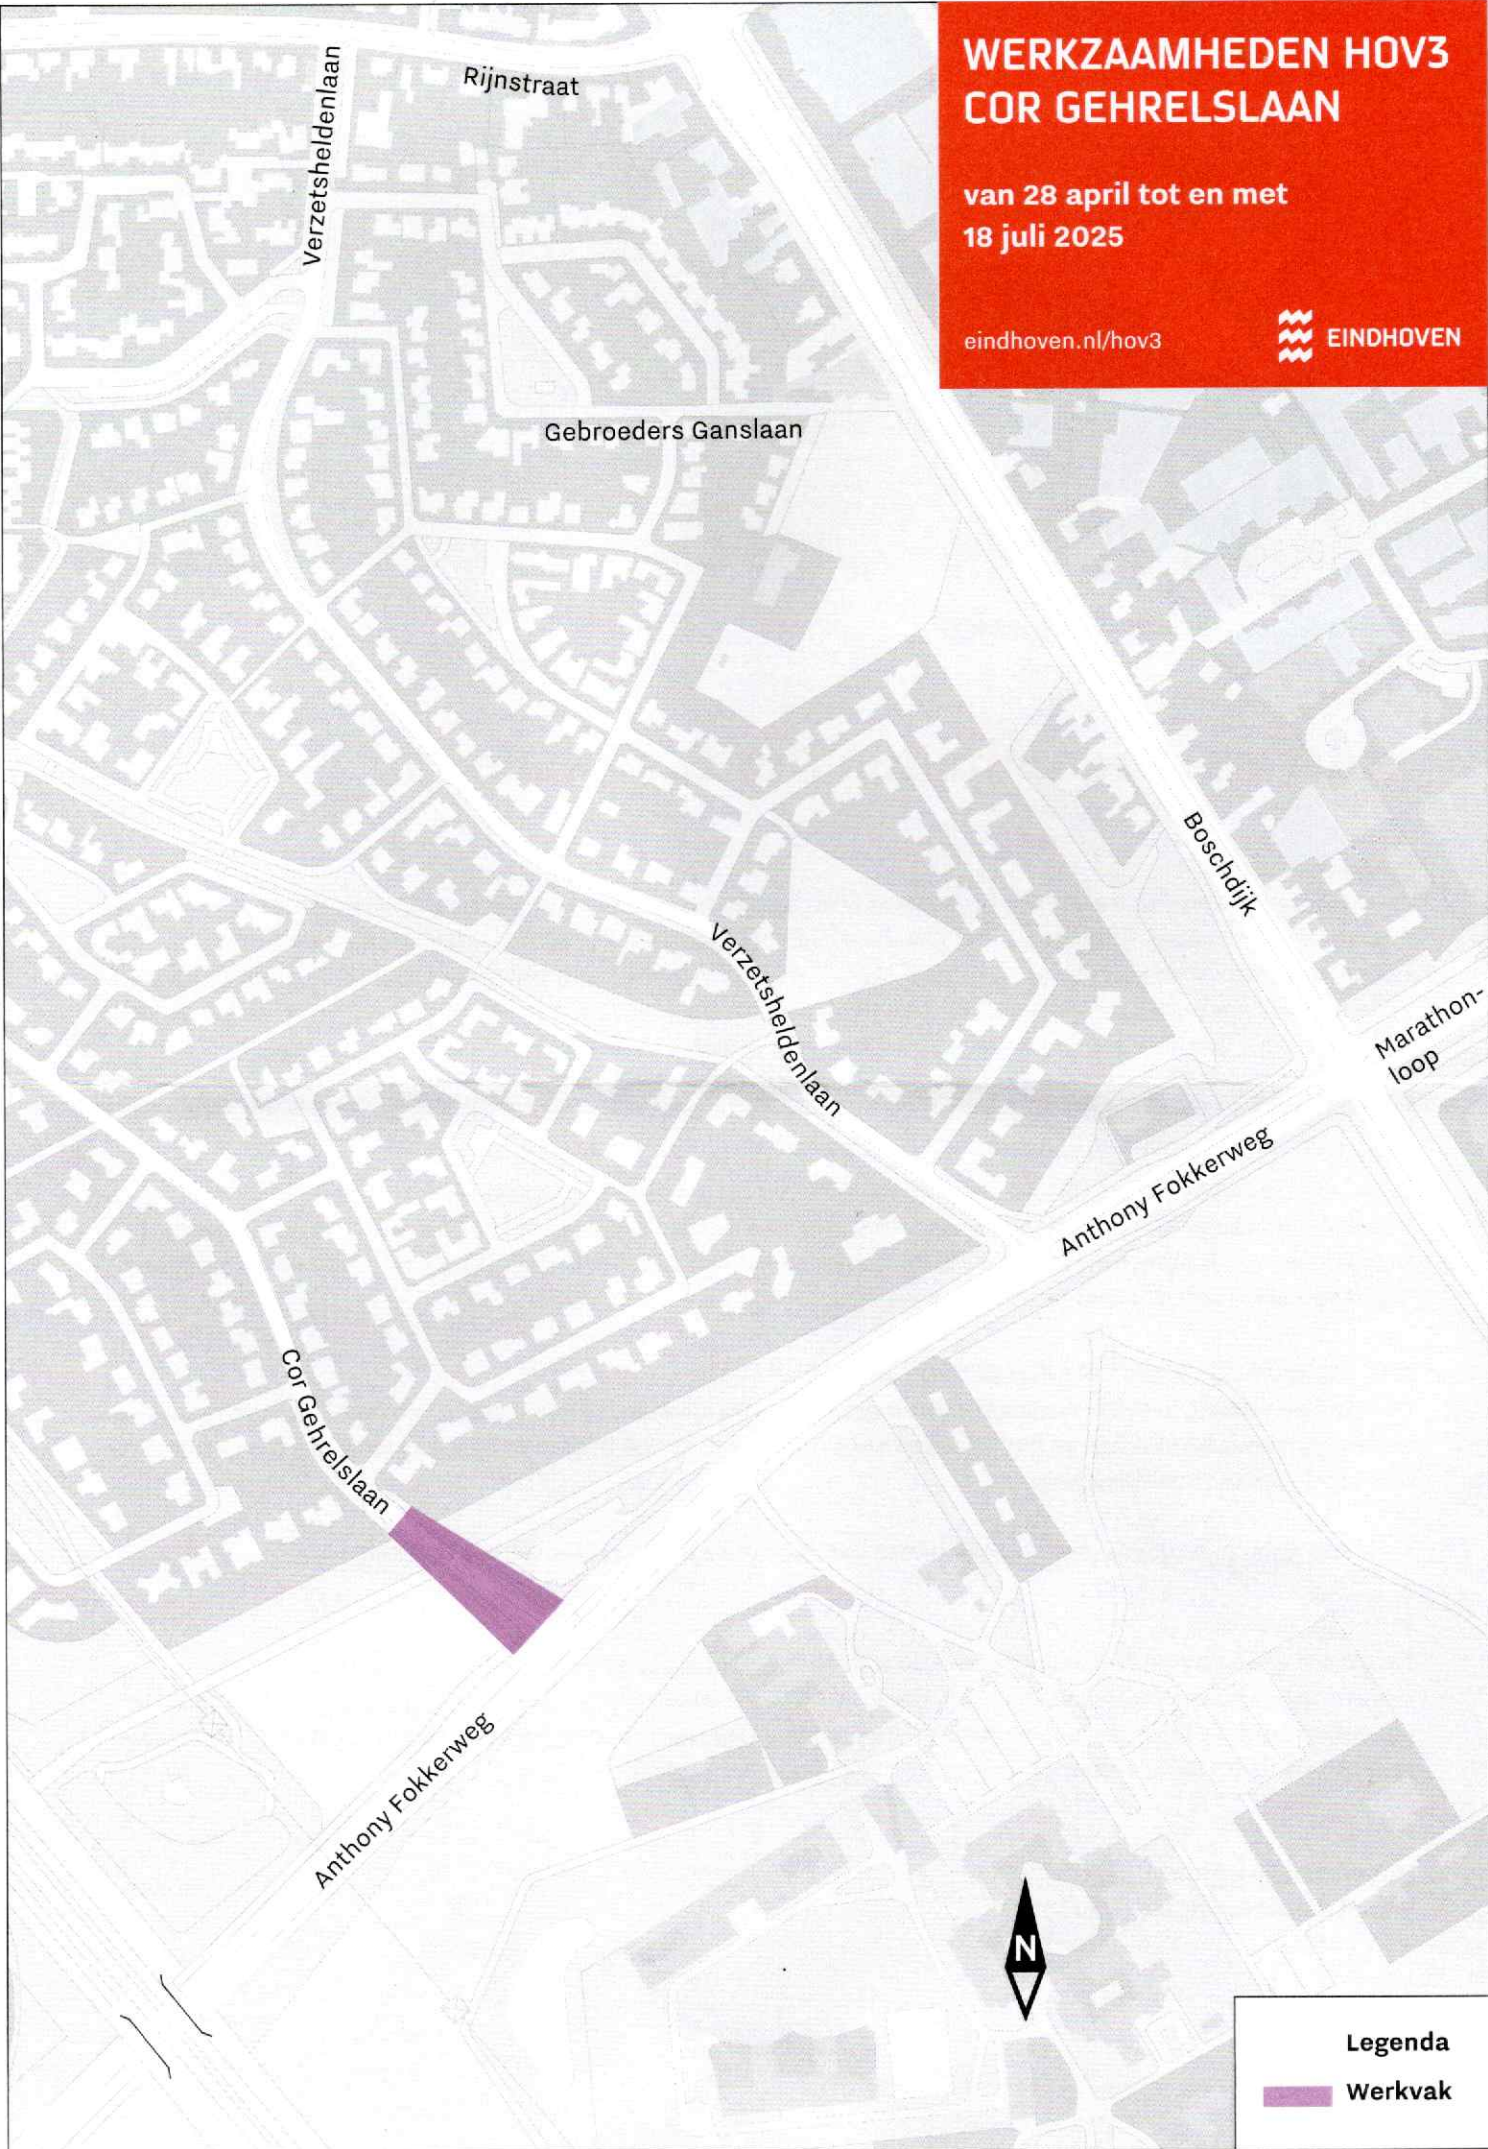 WERKZAAMHEDEN HOV3
COR GEHRELSLAAN
van 28 april tot en met
18 juli 2025
eindhoven.nl/hov3
EINDHOVEN
Rijnstraat
Verzetsheldenlaan
Gebroeders Ganslaan
Boschdijk
Verzetsheldenlaan
Marathon-
loop
Anthony Fokkerweg
Cor Gehrelslaan
Anthony Fokkerweg
N
Legenda
Werkvak